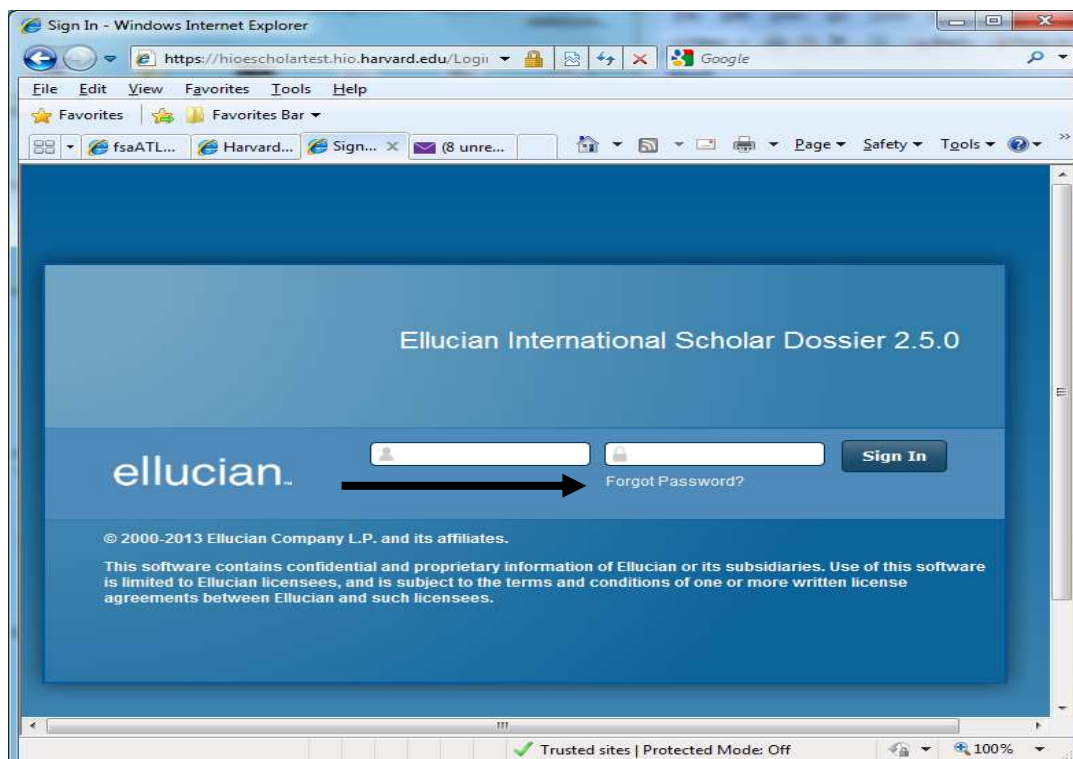 Sign In - Windows Internet Explorer
https://hioescholartest.hio.harvard.edu/Logii
Google
File Edit View Favorites Tools Help
Favorites Favorites Bar
fsaATL... Harvard... Sign... (8 unre... Page Safety Tools
Ellucian International Scholar Dossier 2.5.0
ellucian™
Sign In
Forgot Password?
© 2000-2013 Ellucian Company L.P. and its affiliates.
This software contains confidential and proprietary information of Ellucian or its subsidiaries. Use of this software
is limited to Ellucian licensees, and is subject to the terms and conditions of one or more written license
agreements between Ellucian and such licensees.
Trusted sites | Protected Mode: Off 100%